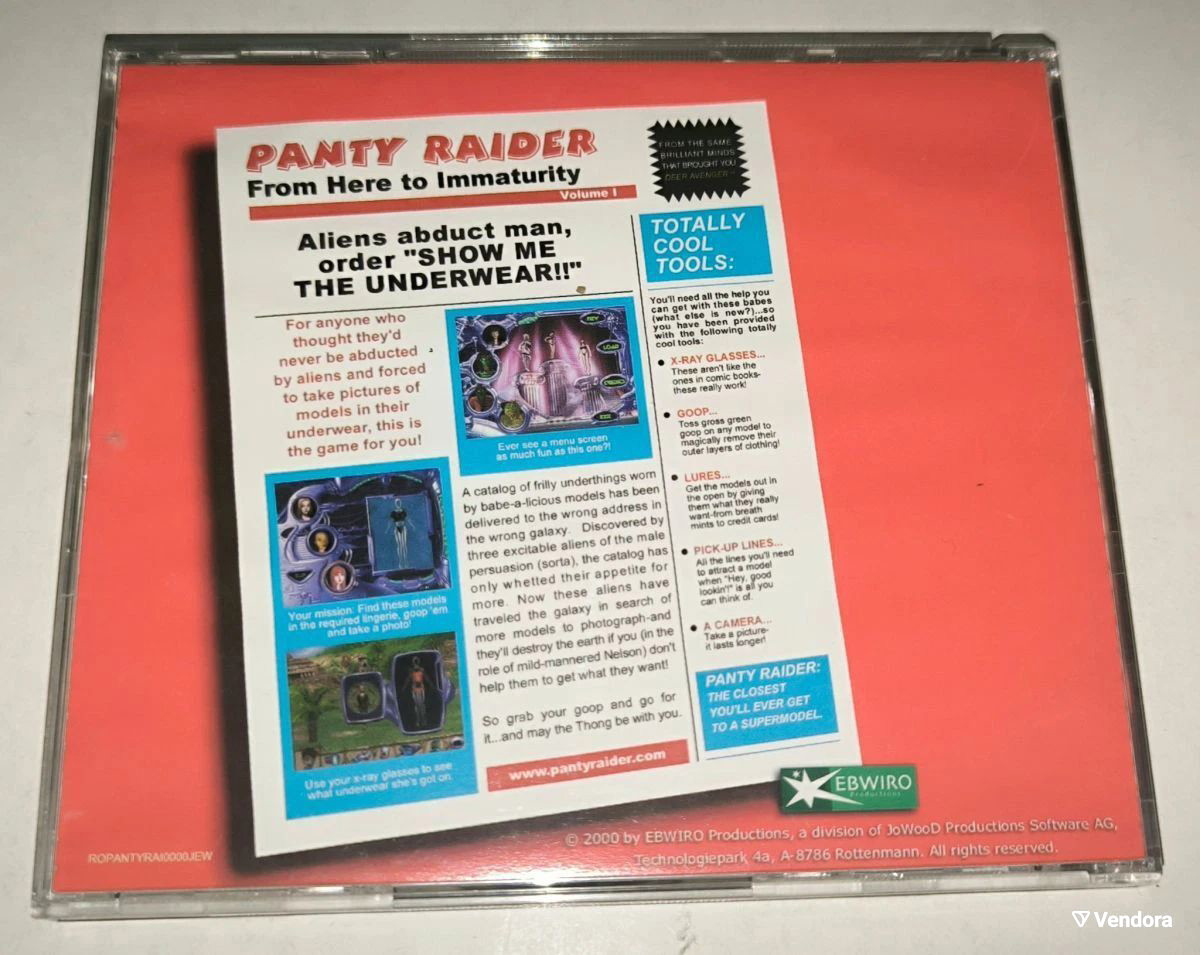 PANTY RAIDER
From Here to Immaturity
Volume I
FROM THE SAME
BRILLIANT MINDS
THAT BROUGHT YOU
DEER AVENGER
Aliens abduct man,
order "SHOW ME
THE UNDERWEAR!!"
For anyone who
thought they'd
never be abducted
by aliens and forced
to take pictures of
models in their
underwear, this is
the game for you!
LOAD
Ever see a menu screen
as much fun as this one?!
Your mission: Find these models
in the required lingerie, goop 'em
and take a photo!
Use your x-ray glasses to see
what underwear she's got on.
A catalog of frilly underthings worn
by babe-a-licious models has been
delivered to the wrong address in
the wrong galaxy. Discovered by
three excitable aliens of the male
persuasion (sorta), the catalog has
only whetted their appetite for
more. Now these aliens have
traveled the galaxy in search of
more models to photograph-and
they'll destroy the earth if you (in the
role of mild-mannered Nelson) don't
help them to get what they want!
So grab your goop and go for
it...and may the Thong be with you.
www.pantyraider.com
TOTALLY
COOL
TOOLS:
You'll need all the help you
can get with these babes
(what else is new?)...so
you have been provided
with the following totally
cool tools:
• X-RAY GLASSES...
These aren't like the
ones in comic books-
these really work!
• GOOP...
Toss gross green
goop on any model to
magically remove their
outer layers of clothing!
• LURES...
Get the models out in
the open by giving
them what they really
want-from breath
mints to credit cards!
• PICK-UP LINES...
All the lines you'll need
to attract a model
when "Hey, good
lookin'!" is all you
can think of.
• A CAMERA...
Take a picture-
it lasts longer!
PANTY RAIDER:
THE CLOSEST
YOU'LL EVER GET
TO A SUPERMODEL.
EBWIRO
Productions
© 2000 by EBWIRO Productions, a division of JoWooD Productions Software AG,
Technologiepark 4a, A-8786 Rottenmann. All rights reserved.
ROPANTYRAI0000JEW
Vendora